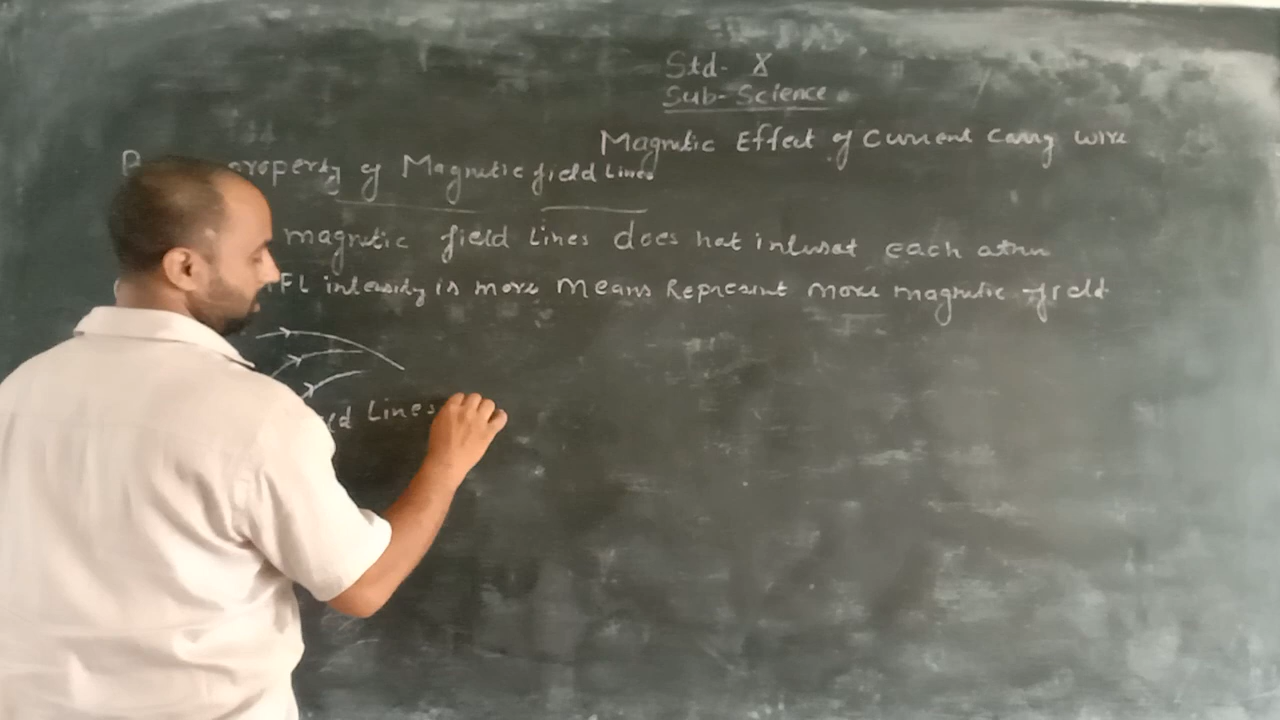 Std- X
Sub- Science
Magnetic Effect of Current Carry wire
property of Magnetic field Lines
magnetic field Lines does not intersat each other
FL intensity is more Means Represent more magnetic field
Lines